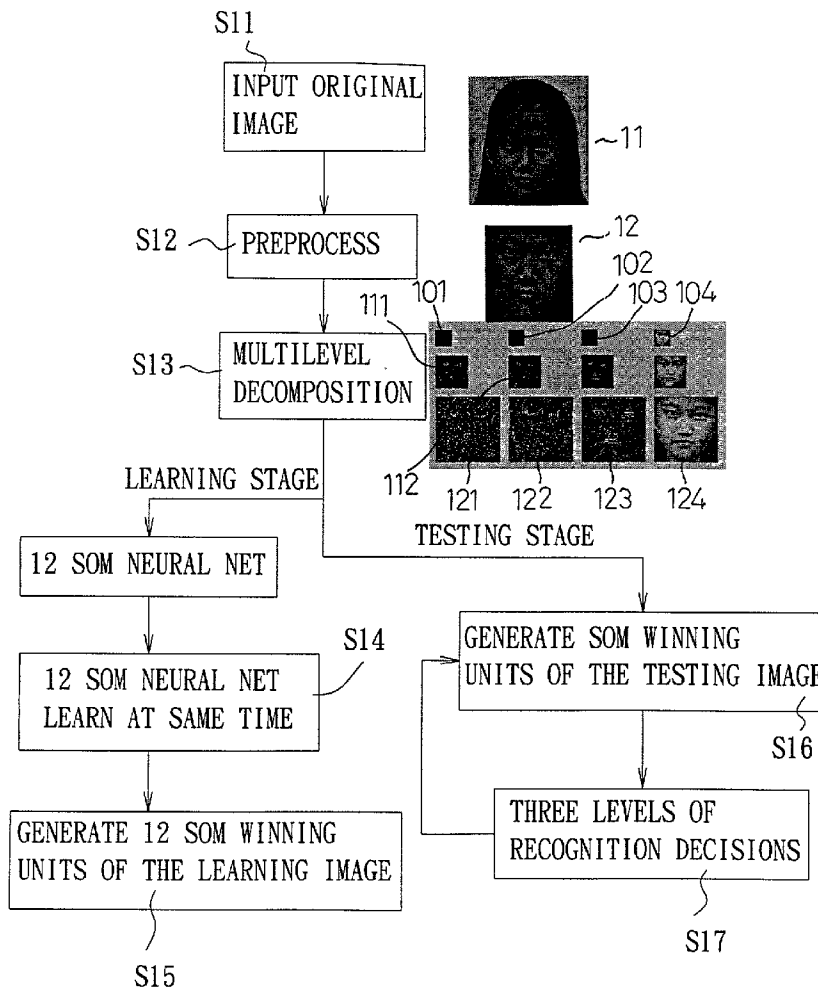 S11
INPUT ORIGINAL
IMAGE
11
S12
PREPROCESS
12
101
102
103
104
111
S13
MULTILEVEL
DECOMPOSITION
112
121
122
123
124
LEARNING STAGE
TESTING STAGE
12 SOM NEURAL NET
S14
12 SOM NEURAL NET
LEARN AT SAME TIME
GENERATE SOM WINNING
UNITS OF THE TESTING IMAGE
S16
GENERATE 12 SOM WINNING
UNITS OF THE LEARNING IMAGE
S15
THREE LEVELS OF
RECOGNITION DECISIONS
S17